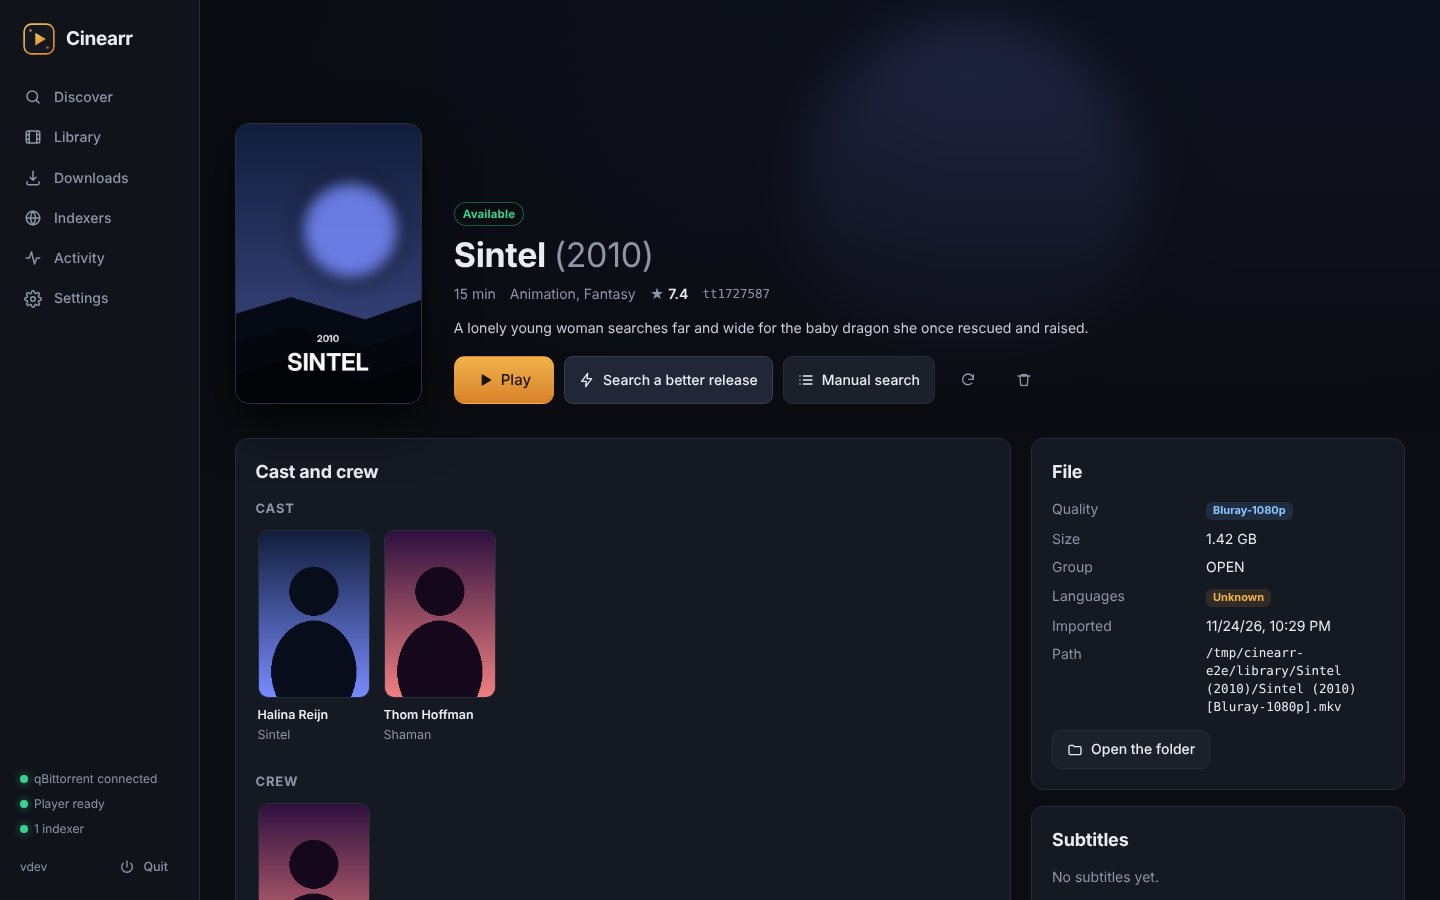 Cinearr
Discover
Library
Downloads
Indexers
Activity
Settings
qBittorrent connected
Player ready
1 indexer
vdev
Quit
2010
SINTEL
Available
Sintel (2010)
15 min Animation, Fantasy ★ 7.4 tt1727587
A lonely young woman searches far and wide for the baby dragon she once rescued and raised.
Play
Search a better release
Manual search
Cast and crew
CAST
Halina Reijn
Sintel
Thom Hoffman
Shaman
CREW
File
Quality Bluray-1080p
Size 1.42 GB
Group OPEN
Languages Unknown
Imported 11/24/26, 10:29 PM
Path /tmp/cinearr-
e2e/library/Sintel
(2010)/Sintel (2010)
[Bluray-1080p].mkv
Open the folder
Subtitles
No subtitles yet.